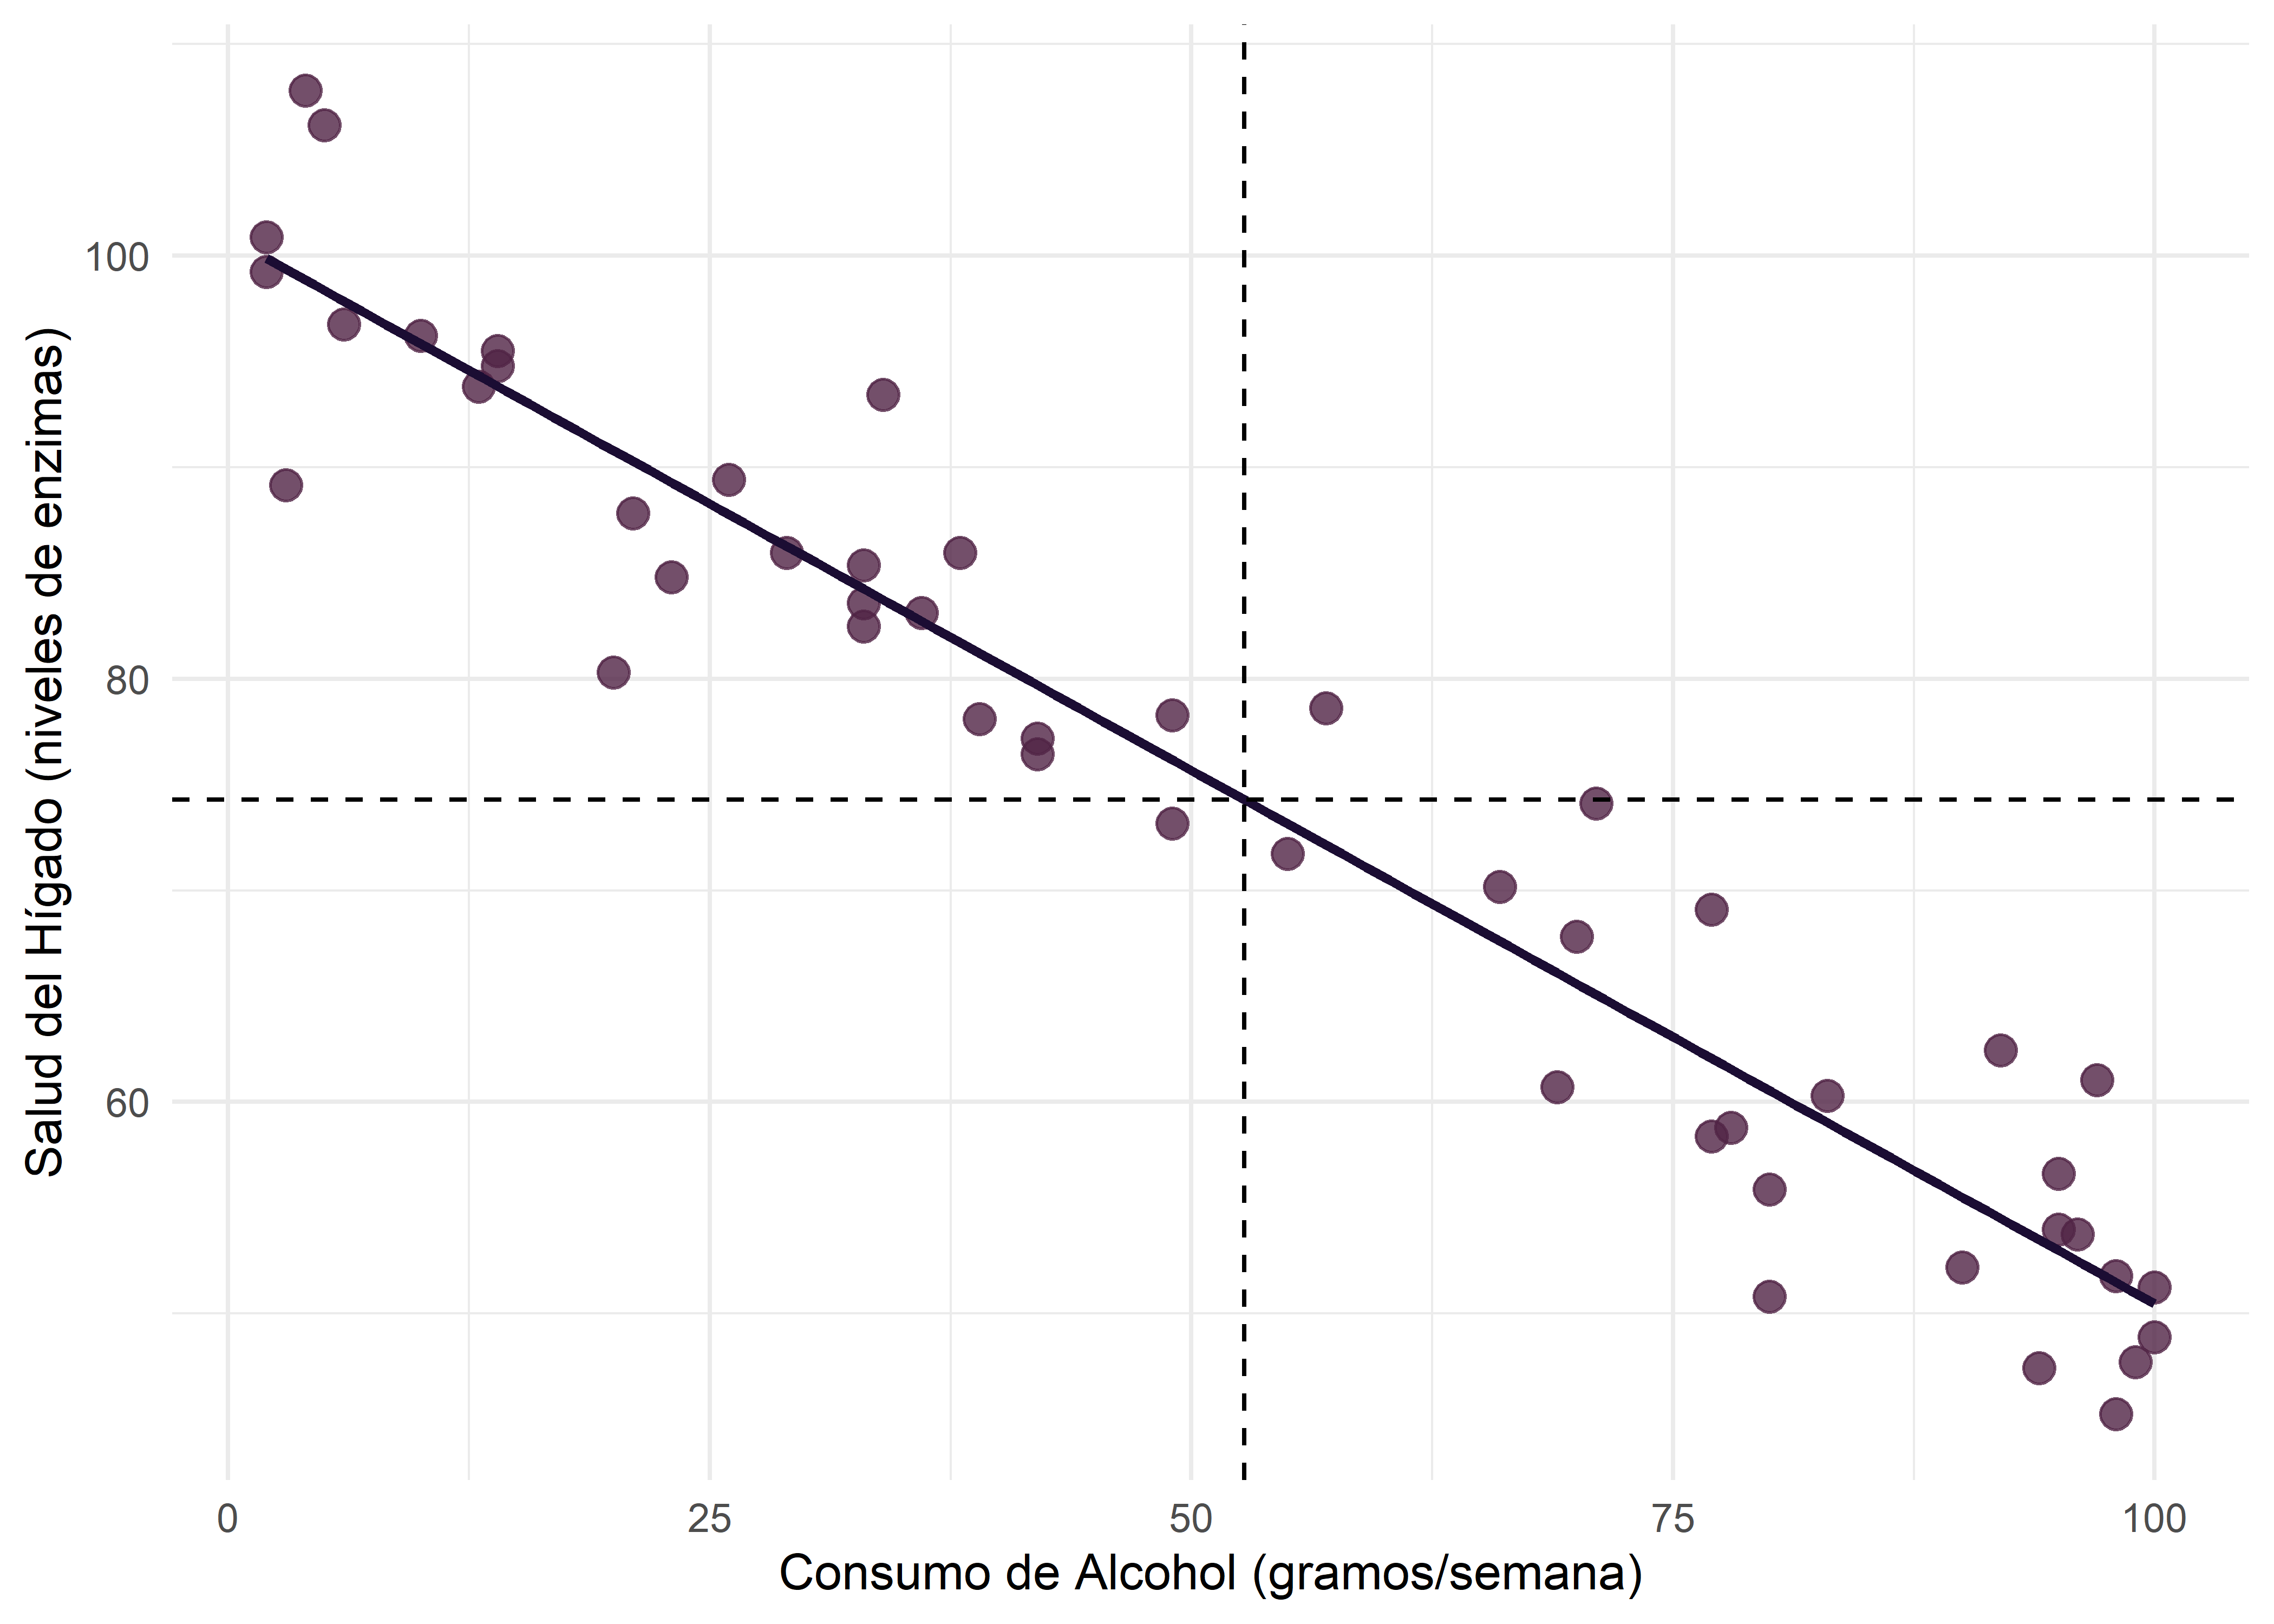 Salud del Hígado (niveles de enzimas)
100
80
60
0 25 50 75 100
Consumo de Alcohol (gramos/semana)